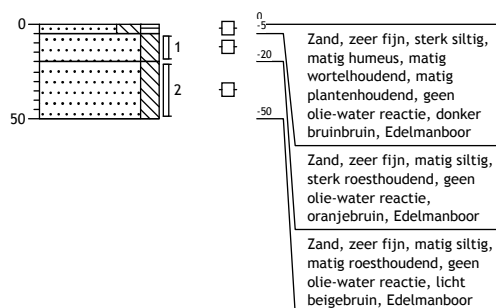 0
1
2
50
0
-5
-20
-50
Zand, zeer fijn, sterk siltig,
matig humeus, matig
wortelhoudend, matig
plantenhoudend, geen
olie-water reactie, donker
bruinbruin, Edelmanboor
Zand, zeer fijn, matig siltig,
sterk roesthoudend, geen
olie-water reactie,
oranjebruin, Edelmanboor
Zand, zeer fijn, matig siltig,
matig roesthoudend, geen
olie-water reactie, licht
beigebruin, Edelmanboor